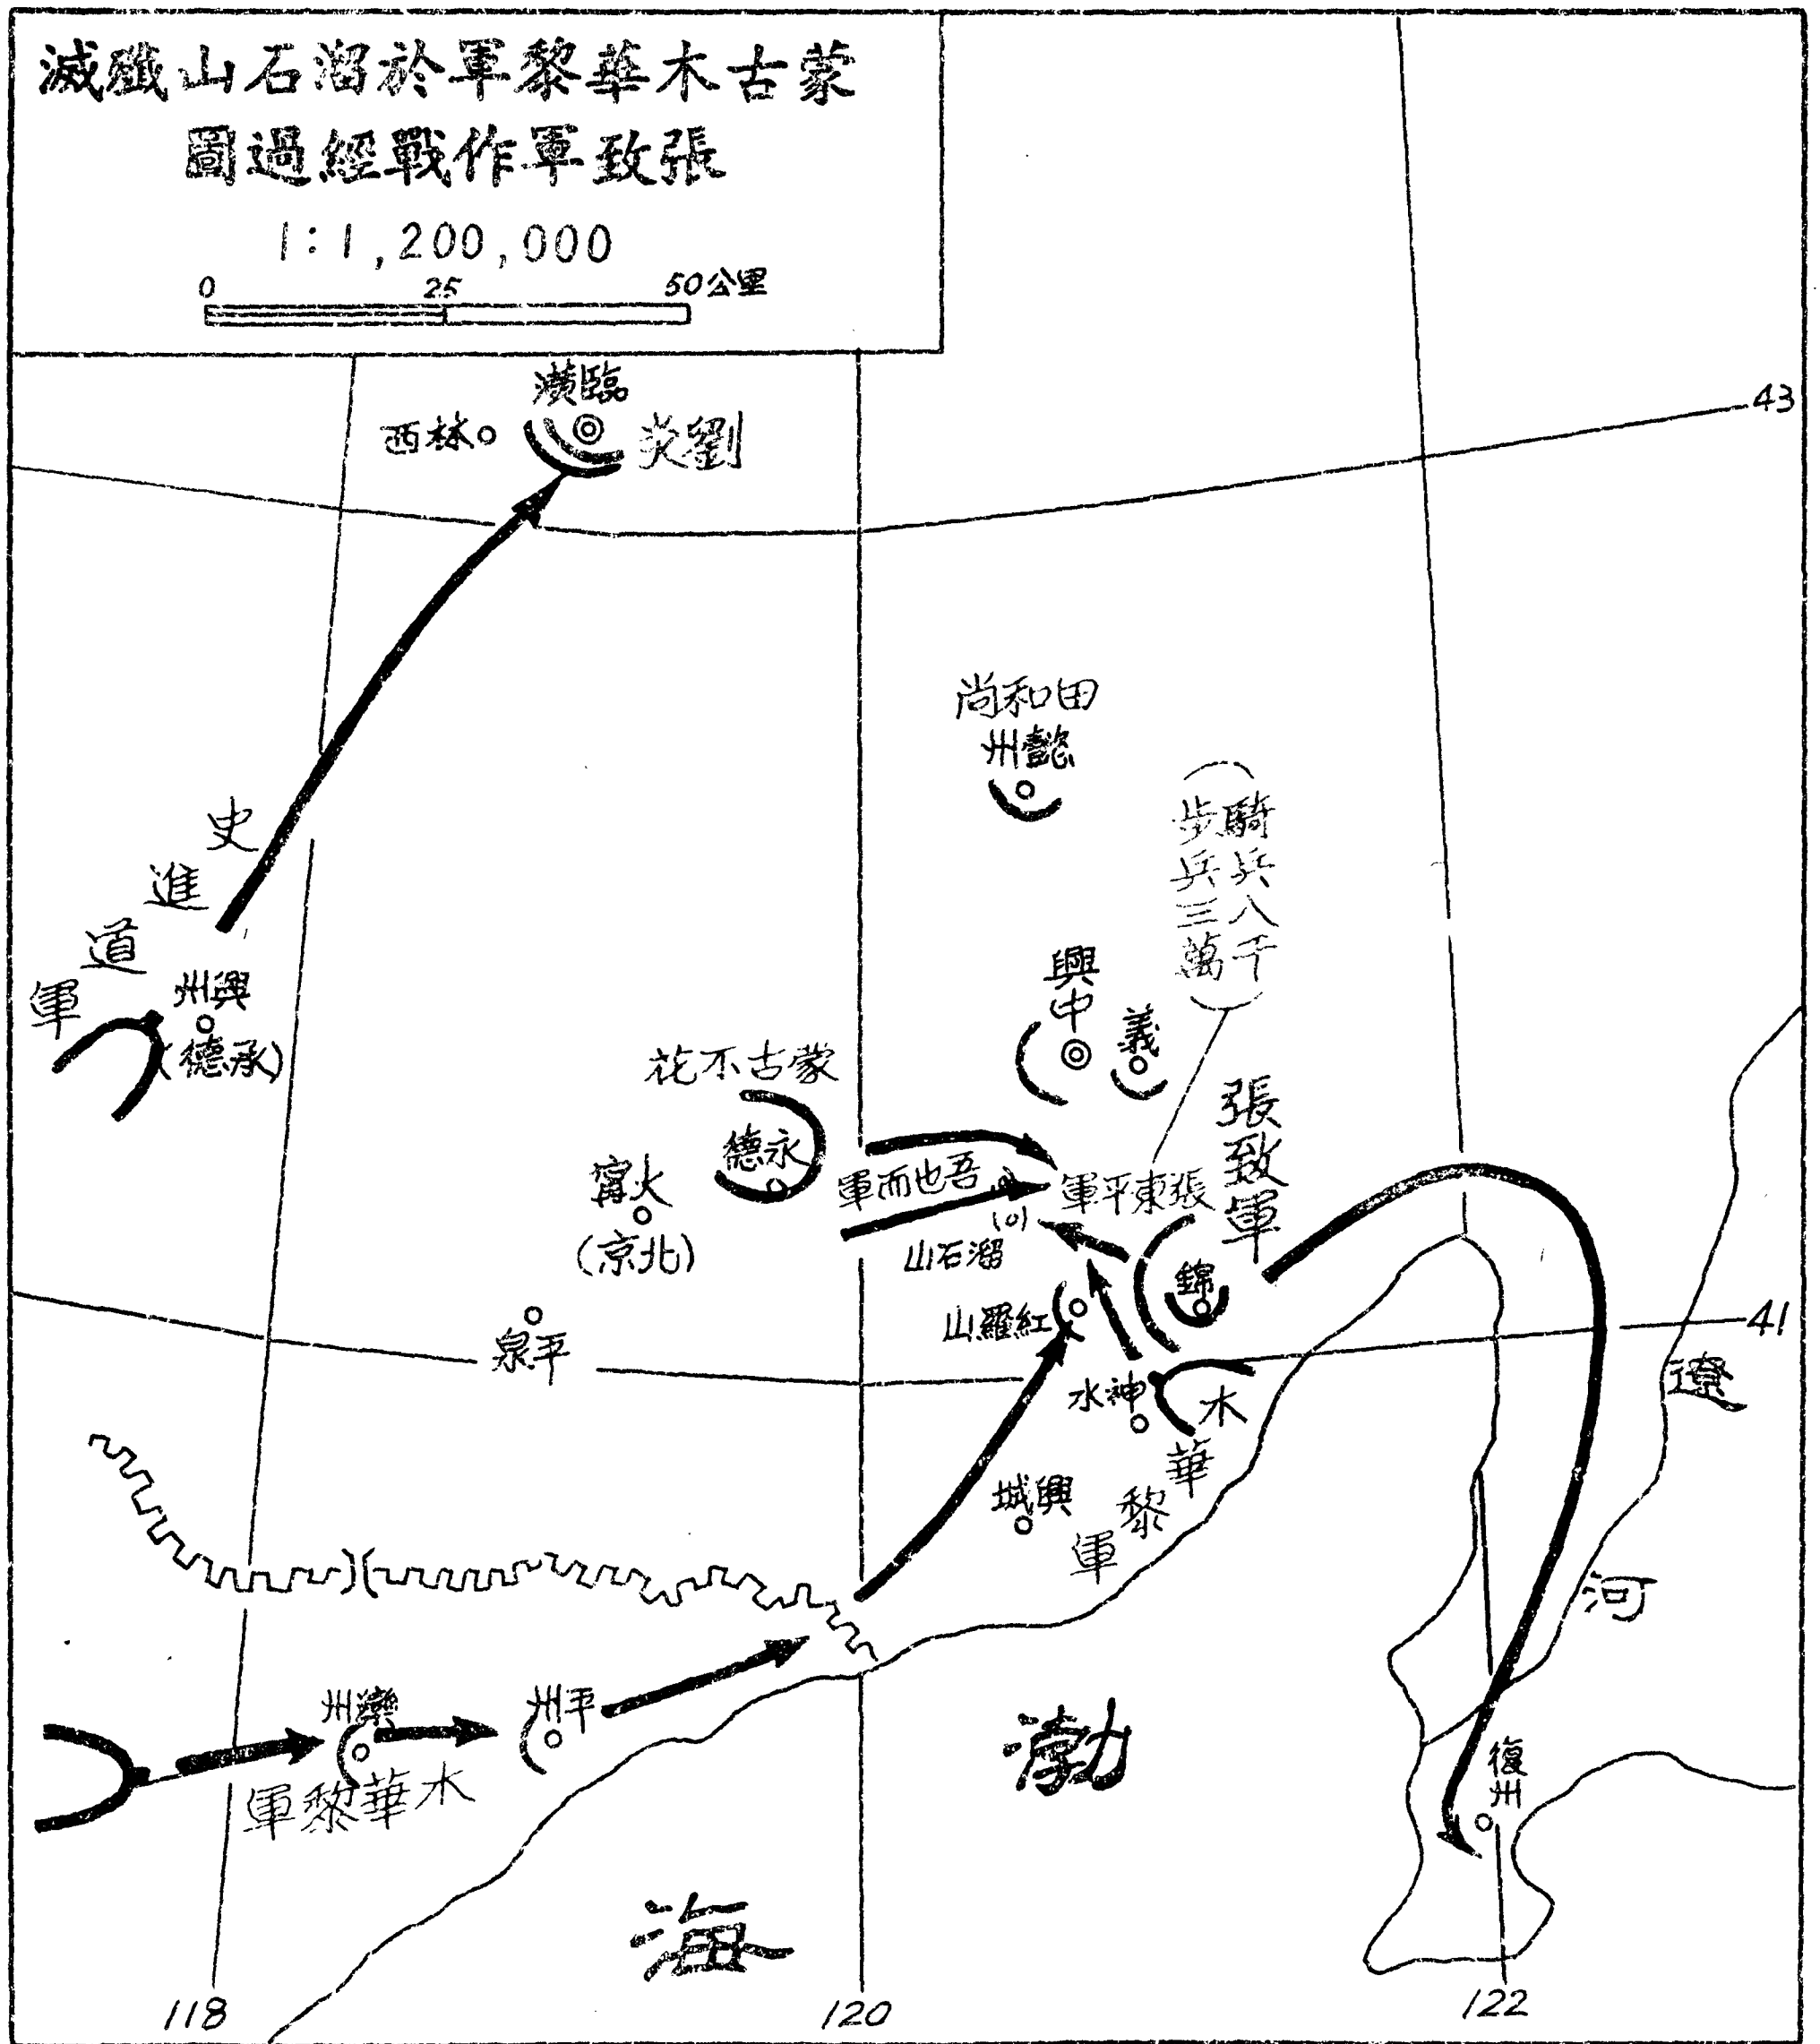 蒙古木華黎軍於溜石山殲滅
張致軍作戰經過圖
1:1,200,000
0 25 50公里
臨潢
西林
劉炎
43
田和尚
懿州
(騎兵八千
步兵三萬)
史進道軍
興州
(承德)
興中
義
蒙古不花
永德
張致軍
吾也而軍
張東平軍
火甯
(北京)
(o)
溜石山
錦
紅羅山
平泉
41
遼河
神水
木華黎軍
興城
灤州
平州
木華黎軍
復州
渤海
118
120
122